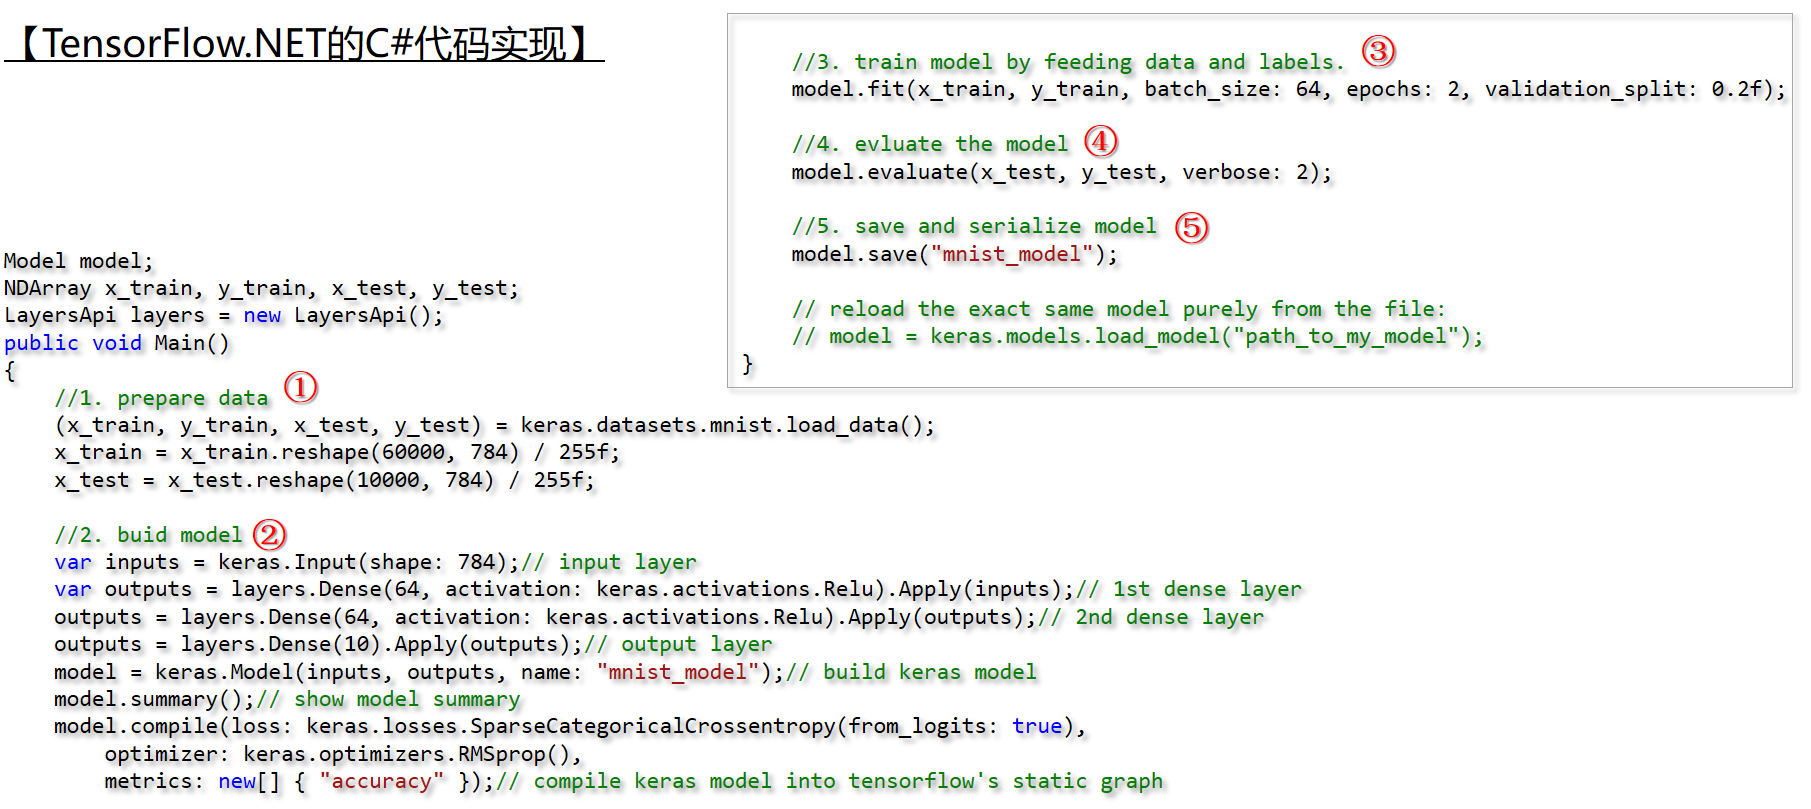 【TensorFlow.NET的C#代码实现】
Model model;
NDArray x_train, y_train, x_test, y_test;
LayersApi layers = new LayersApi();
public void Main()
{
//1. prepare data ①
(x_train, y_train, x_test, y_test) = keras.datasets.mnist.load_data();
x_train = x_train.reshape(60000, 784) / 255f;
x_test = x_test.reshape(10000, 784) / 255f;
//2. buid model ②
var inputs = keras.Input(shape: 784);// input layer
var outputs = layers.Dense(64, activation: keras.activations.Relu).Apply(inputs);// 1st dense layer
outputs = layers.Dense(64, activation: keras.activations.Relu).Apply(outputs);// 2nd dense layer
outputs = layers.Dense(10).Apply(outputs);// output layer
model = keras.Model(inputs, outputs, name: "mnist_model");// build keras model
model.summary();// show model summary
model.compile(loss: keras.losses.SparseCategoricalCrossentropy(from_logits: true),
optimizer: keras.optimizers.RMSprop(),
metrics: new[] { "accuracy" });// compile keras model into tensorflow's static graph
//3. train model by feeding data and labels. ③
model.fit(x_train, y_train, batch_size: 64, epochs: 2, validation_split: 0.2f);
//4. evluate the model ④
model.evaluate(x_test, y_test, verbose: 2);
//5. save and serialize model ⑤
model.save("mnist_model");
// reload the exact same model purely from the file:
// model = keras.models.load_model("path_to_my_model");
}